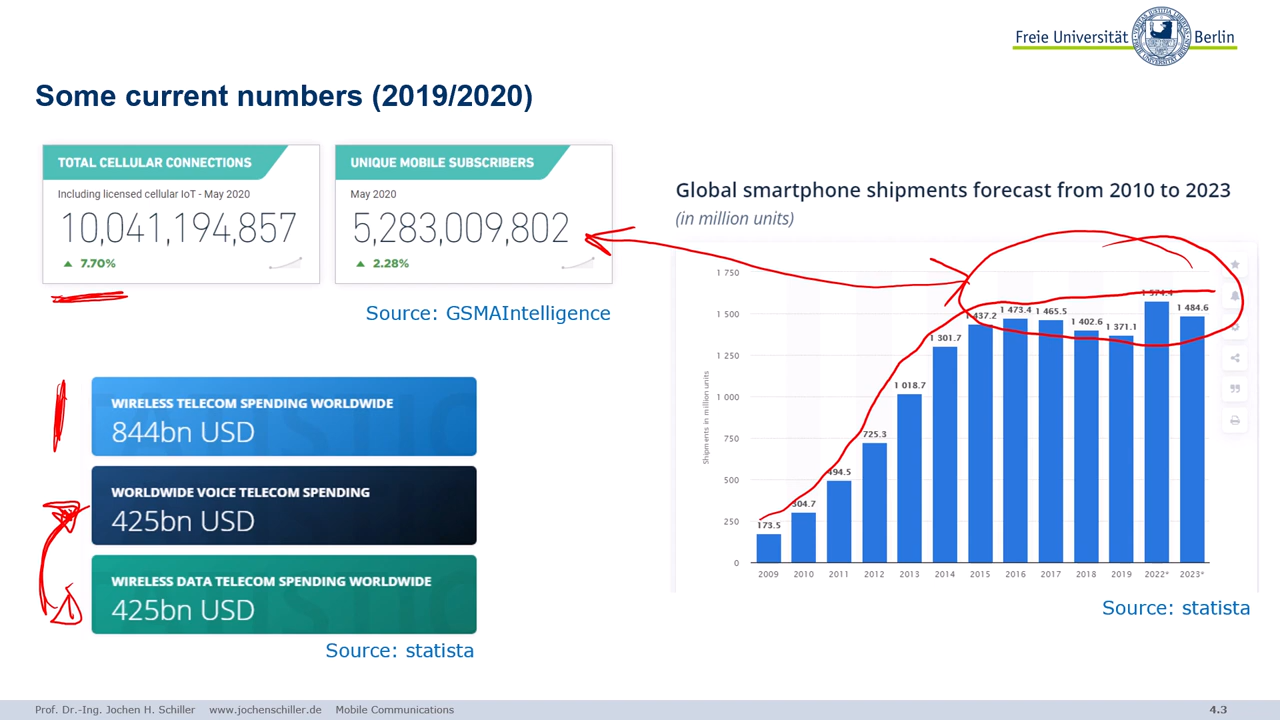 Freie Universität Berlin
Some current numbers (2019/2020)
TOTAL CELLULAR CONNECTIONS
Including licensed cellular IoT - May 2020
10,041,194,857
7.70%
UNIQUE MOBILE SUBSCRIBERS
May 2020
5,283,009,802
2.28%
Source: GSMAIntelligence
WIRELESS TELECOM SPENDING WORLDWIDE
844bn USD
WORLDWIDE VOICE TELECOM SPENDING
425bn USD
WIRELESS DATA TELECOM SPENDING WORLDWIDE
425bn USD
Source: statista
Global smartphone shipments forecast from 2010 to 2023
(in million units)
Shipments in million units
1 750
1 500
1 250
1 000
750
500
250
0
173.5
304.7
494.5
725.3
1 018.7
1 301.7
1 437.2
1 473.4
1 465.5
1 402.6
1 371.1
1 574.4
1 484.6
2009 2010 2011 2012 2013 2014 2015 2016 2017 2018 2019 2022* 2023*
Source: statista
Prof. Dr.-Ing. Jochen H. Schiller www.jochenschiller.de Mobile Communications 4.3